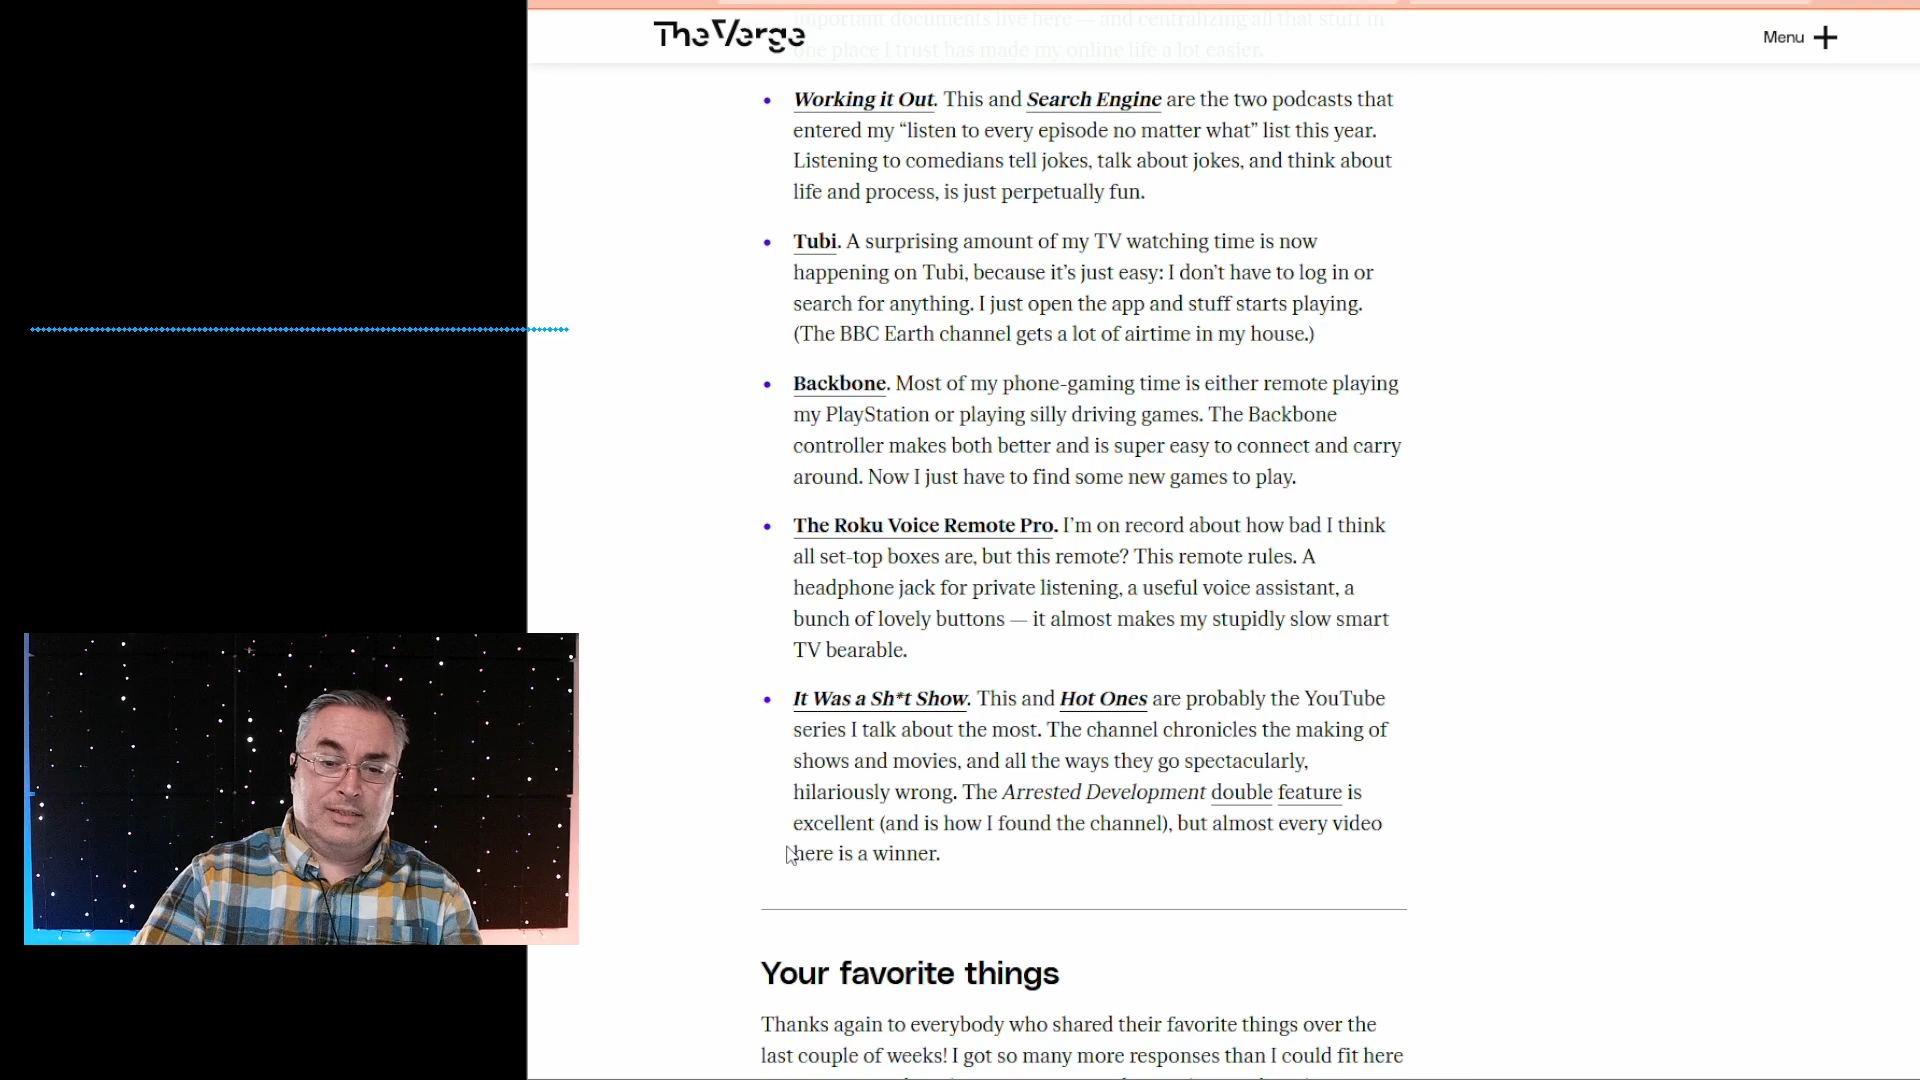 important documents live here — and centralizing all that stuff in
The Verge
one place I trust has made my online life a lot easier.
Menu
Working it Out. This and Search Engine are the two podcasts that
entered my “listen to every episode no matter what” list this year.
Listening to comedians tell jokes, talk about jokes, and think about
life and process, is just perpetually fun.
Tubi. A surprising amount of my TV watching time is now
happening on Tubi, because it’s just easy: I don’t have to log in or
search for anything. I just open the app and stuff starts playing.
(The BBC Earth channel gets a lot of airtime in my house.)
Backbone. Most of my phone-gaming time is either remote playing
my PlayStation or playing silly driving games. The Backbone
controller makes both better and is super easy to connect and carry
around. Now I just have to find some new games to play.
The Roku Voice Remote Pro. I’m on record about how bad I think
all set-top boxes are, but this remote? This remote rules. A
headphone jack for private listening, a useful voice assistant, a
bunch of lovely buttons — it almost makes my stupidly slow smart
TV bearable.
It Was a Sh*t Show. This and Hot Ones are probably the YouTube
series I talk about the most. The channel chronicles the making of
shows and movies, and all the ways they go spectacularly,
hilariously wrong. The Arrested Development double feature is
excellent (and is how I found the channel), but almost every video
here is a winner.
Your favorite things
Thanks again to everybody who shared their favorite things over the
last couple of weeks! I got so many more responses than I could fit here